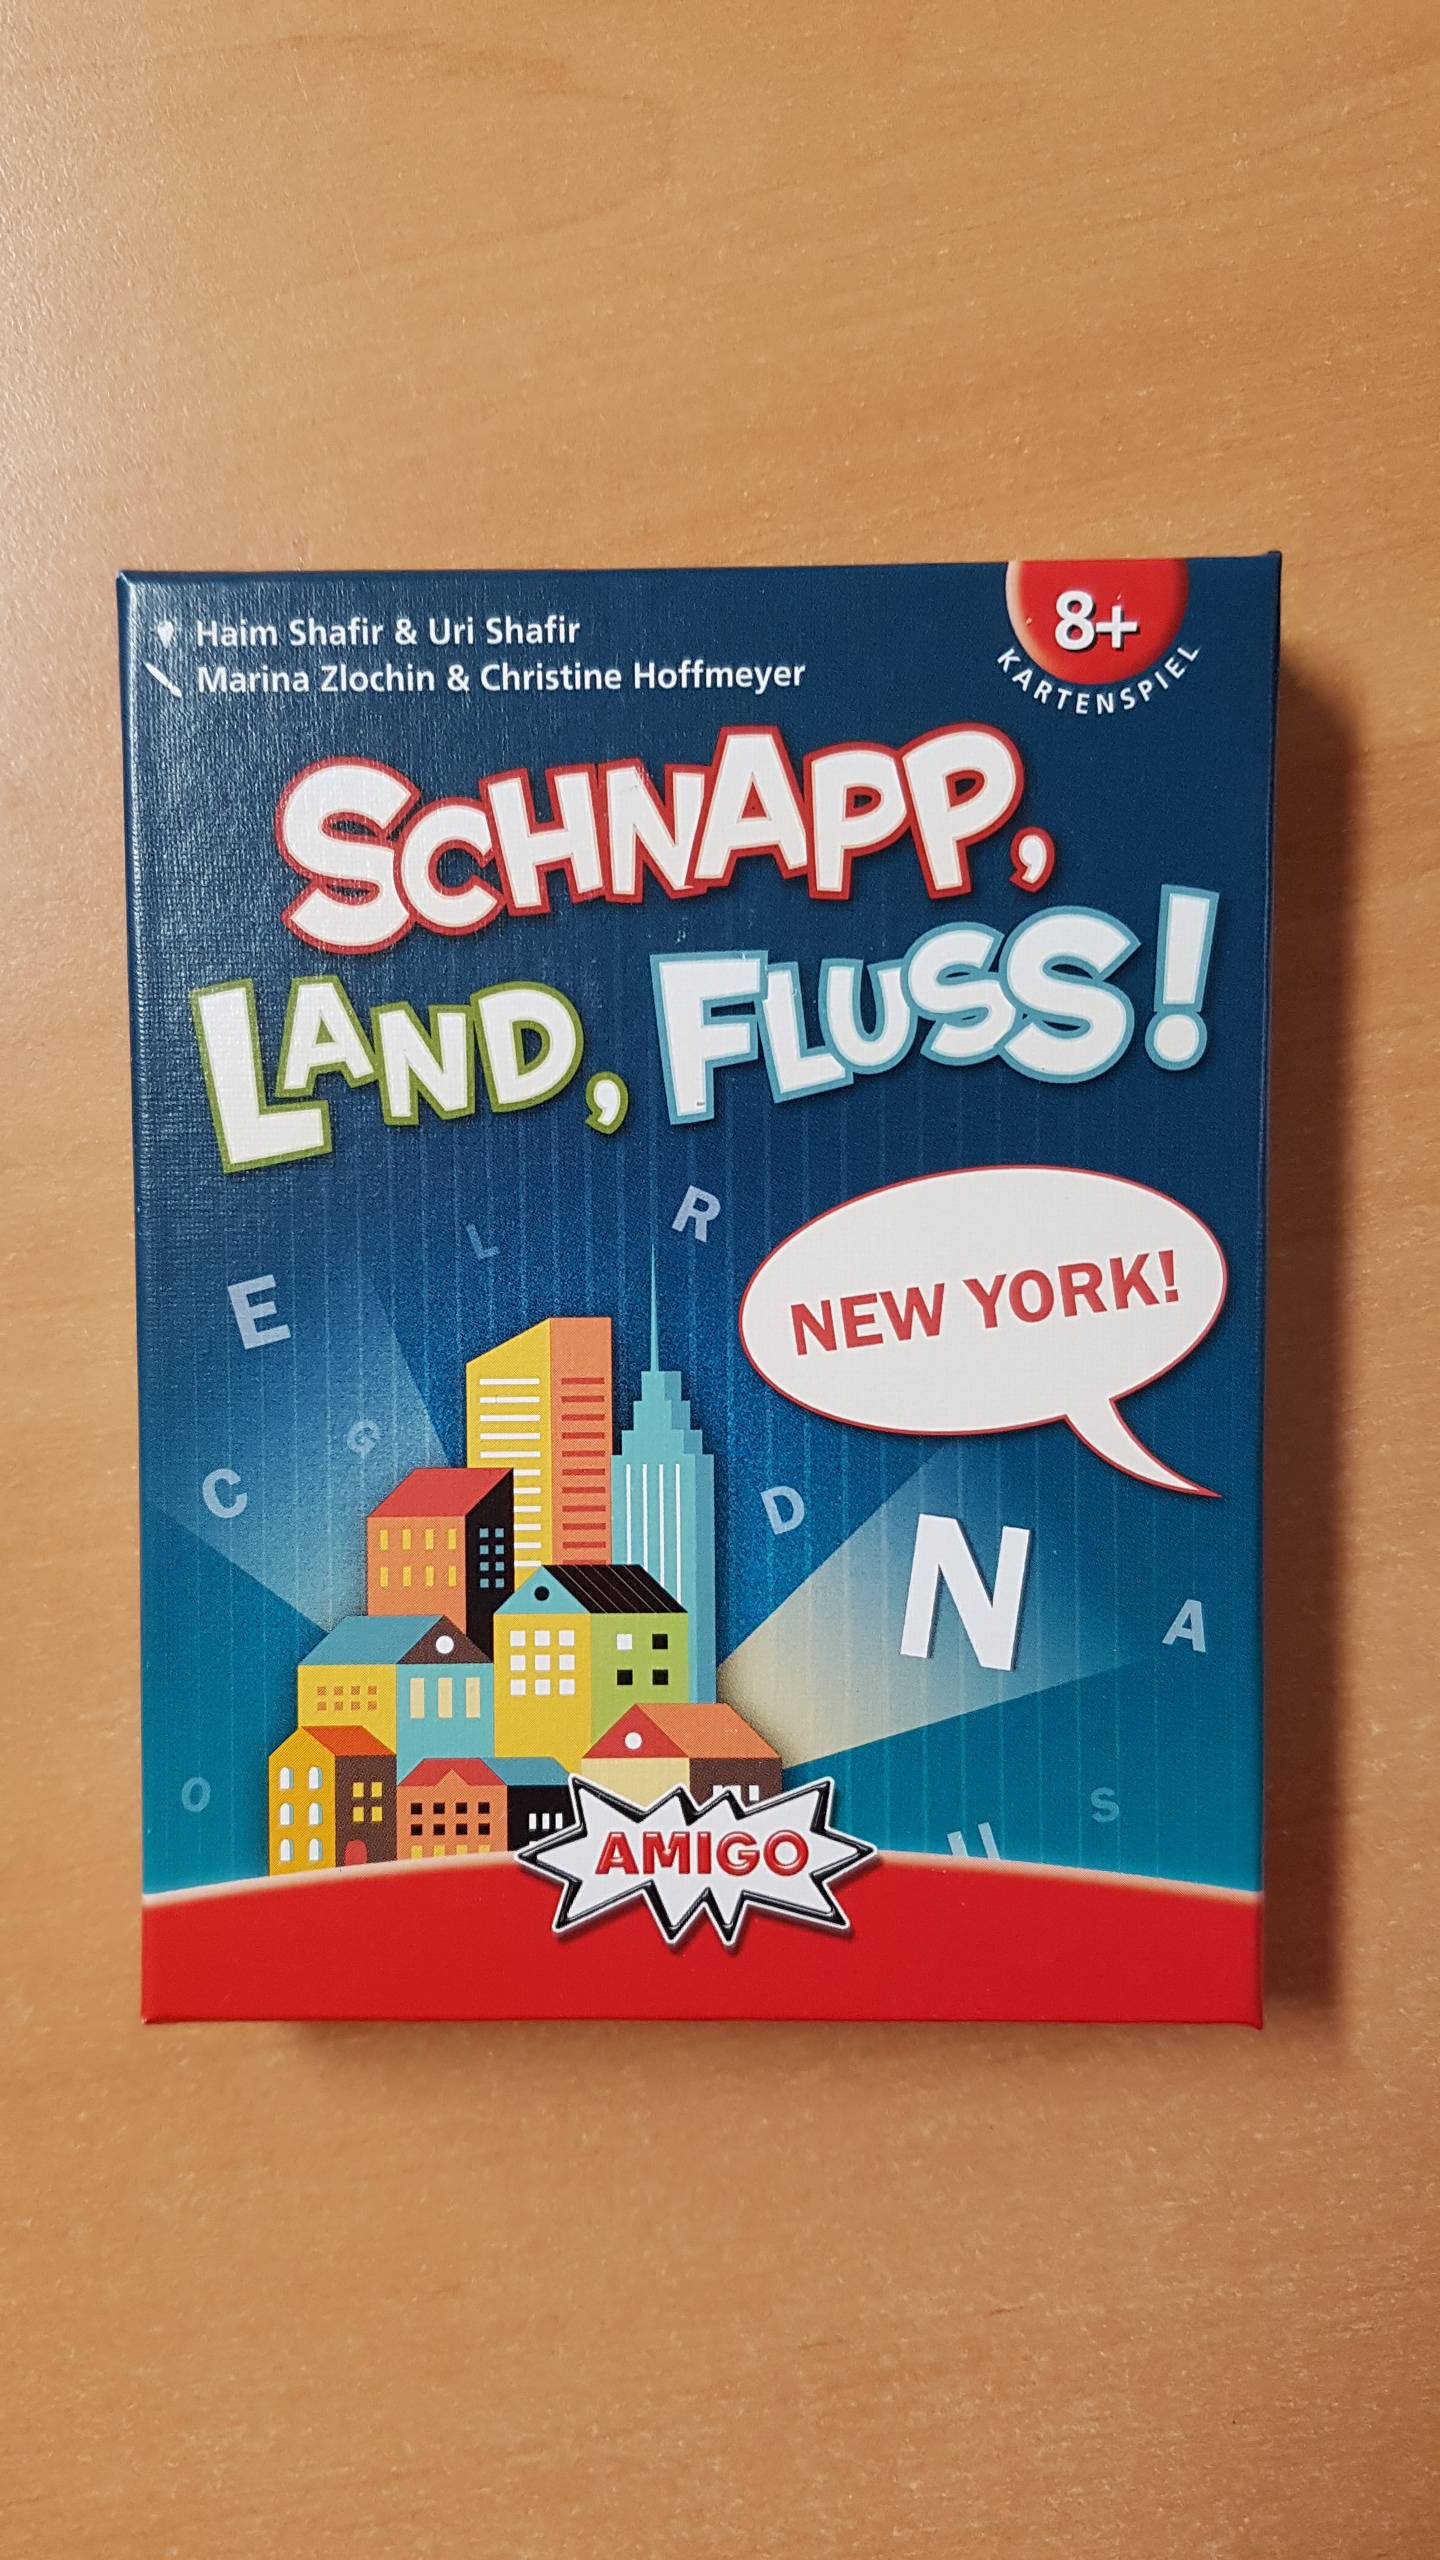 Haim Shafir & Uri Shafir
Marina Zlochin & Christine Hoffmeyer
8+
KARTENSPIEL
SCHNAPP,
LAND, FLUSS!
R
L
E
NEW YORK!
G
C
D
N
A
O
S
U
AMIGO